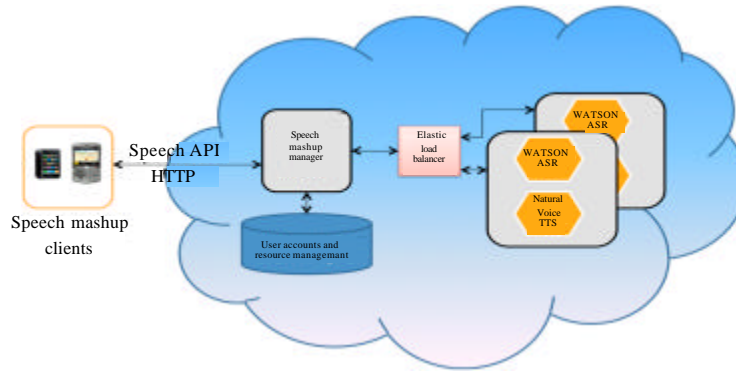 Speech mashup
clients
Speech API
HTTP
Speech
mashup
manager
User accounts and
resource management
Elastic
load
balancer
WATSON
ASR
WATSON
ASR
Natural
Voice
TTS